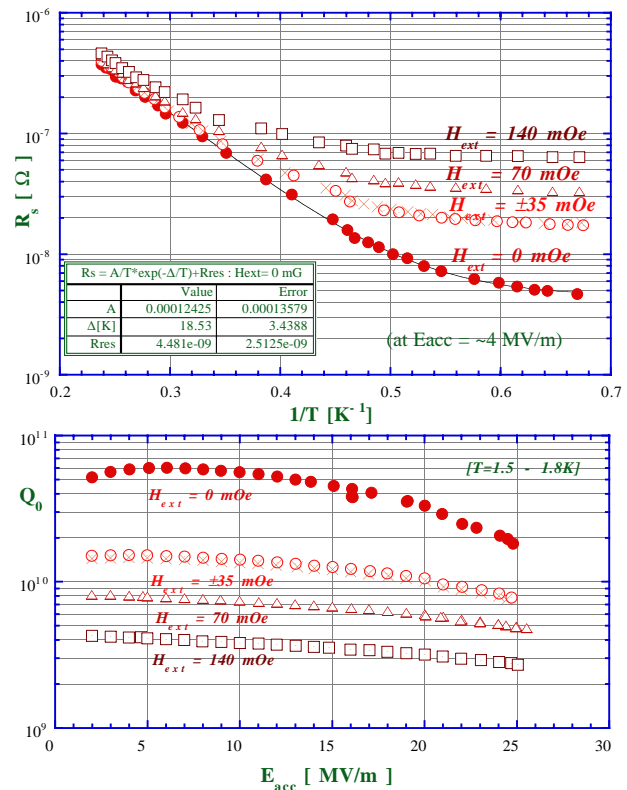 10⁻⁶
10⁻⁷
10⁻⁸
10⁻⁹
R_s [ Ω ]
H_ext = 140 mOe
H_ext = 70 mOe
H_ext = ±35 mOe
H_ext = 0 mOe
Rs = A/T*exp(-Δ/T)+Rres : Hext= 0 mG
Value Error
A 0.00012425 0.00013579
Δ[K] 18.53 3.4388
Rres 4.481e-09 2.5125e-09
(at Eacc = ~4 MV/m)
0.2 0.3 0.4 0.5 0.6 0.7
1/T [K⁻¹]
10¹¹
10¹⁰
10⁹
Q₀
[T=1.5 - 1.8K]
H_ext = 0 mOe
H_ext = ±35 mOe
H_ext = 70 mOe
H_ext = 140 mOe
0 5 10 15 20 25 30
E_acc [ MV/m ]